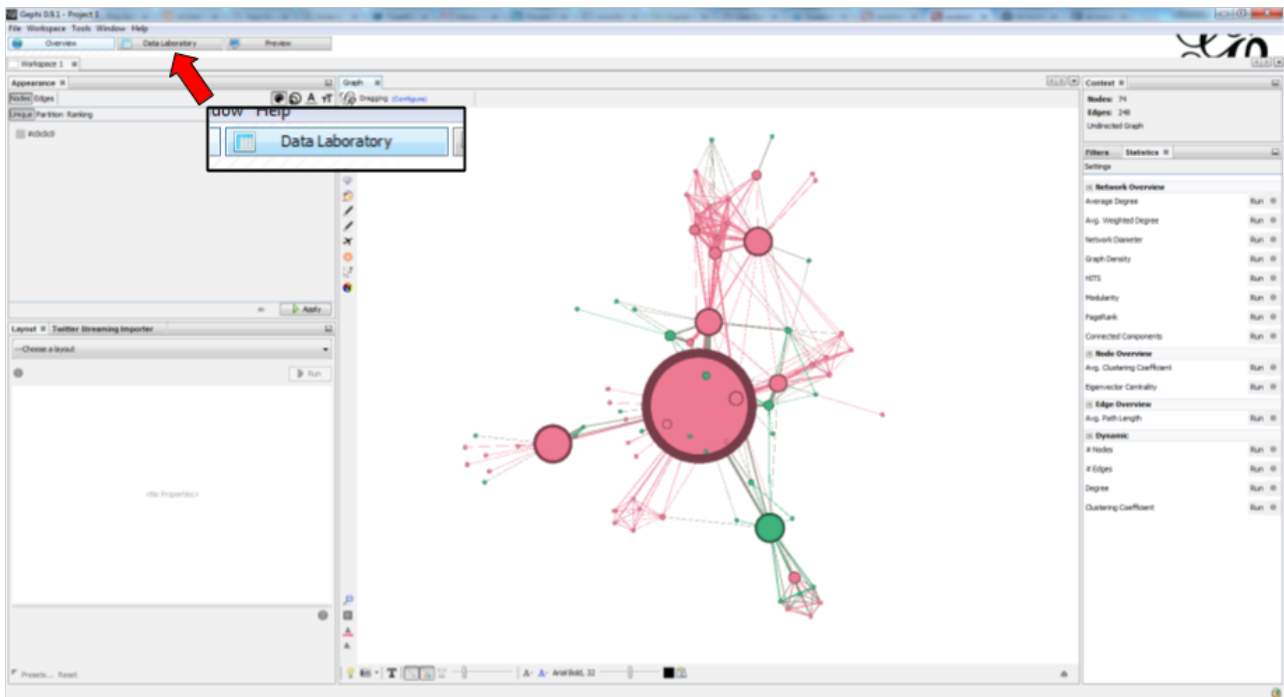 Gephi 0.9.1 - Project 1
File Workspace Tools Window Help
Overview Data Laboratory Preview
Workspace 1
Appearance
Nodes Edges
Unique Partition Ranking
#c0c0c0
Apply
dow Help
Data Laboratory
Layout Twitter Streaming Importer
---Choose a layout
Run
<No Properties>
Presets... Reset
Graph
Dragging (Configure)
A- A- Arial Bold, 32
Context
Nodes: 74
Edges: 248
Undirected Graph
Filters Statistics
Settings
Network Overview
Average Degree Run
Avg. Weighted Degree Run
Network Diameter Run
Graph Density Run
HITS Run
Modularity Run
PageRank Run
Connected Components Run
Node Overview
Avg. Clustering Coefficient Run
Eigenvector Centrality Run
Edge Overview
Avg. Path Length Run
Dynamic
# Nodes Run
# Edges Run
Degree Run
Clustering Coefficient Run